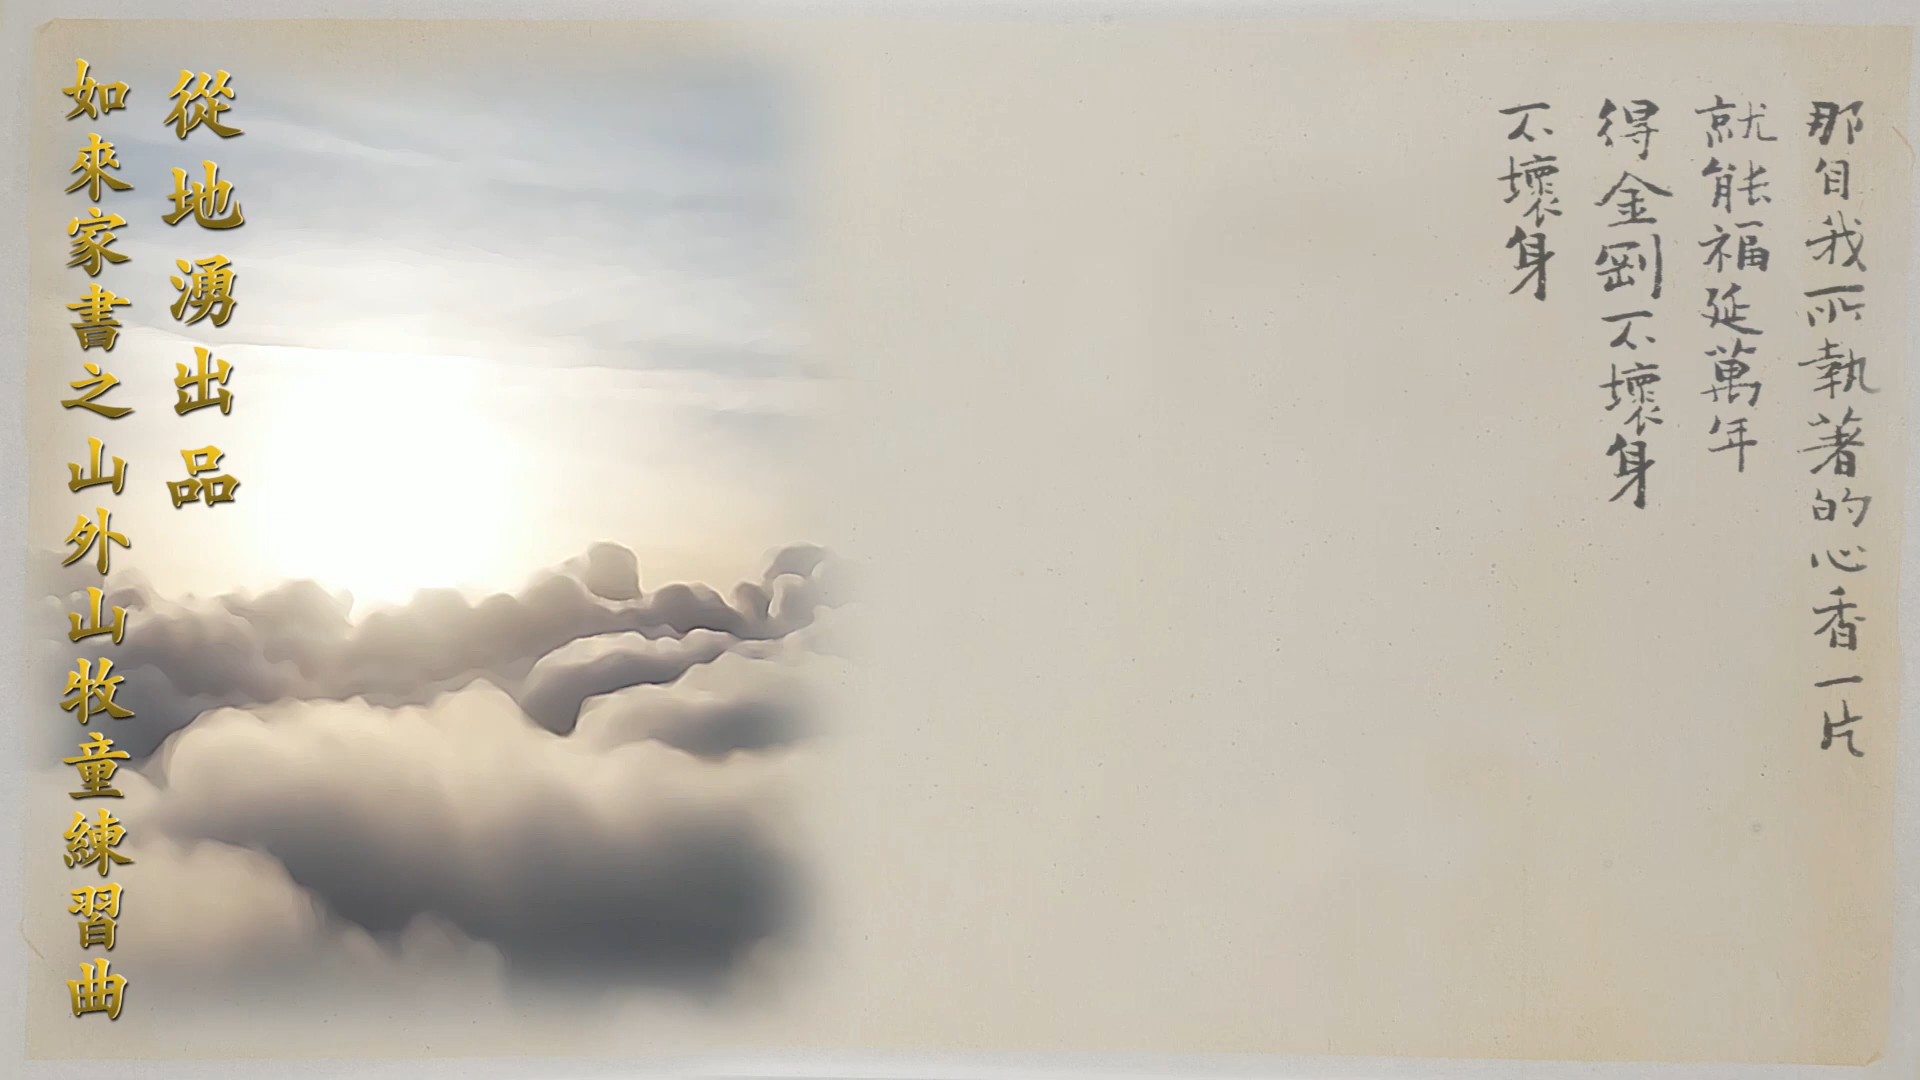 那自我所執著的心香一片
就能福延萬年
得金剛不壞身
不壞身
從地湧出品
如來家書之山外山牧童練習曲